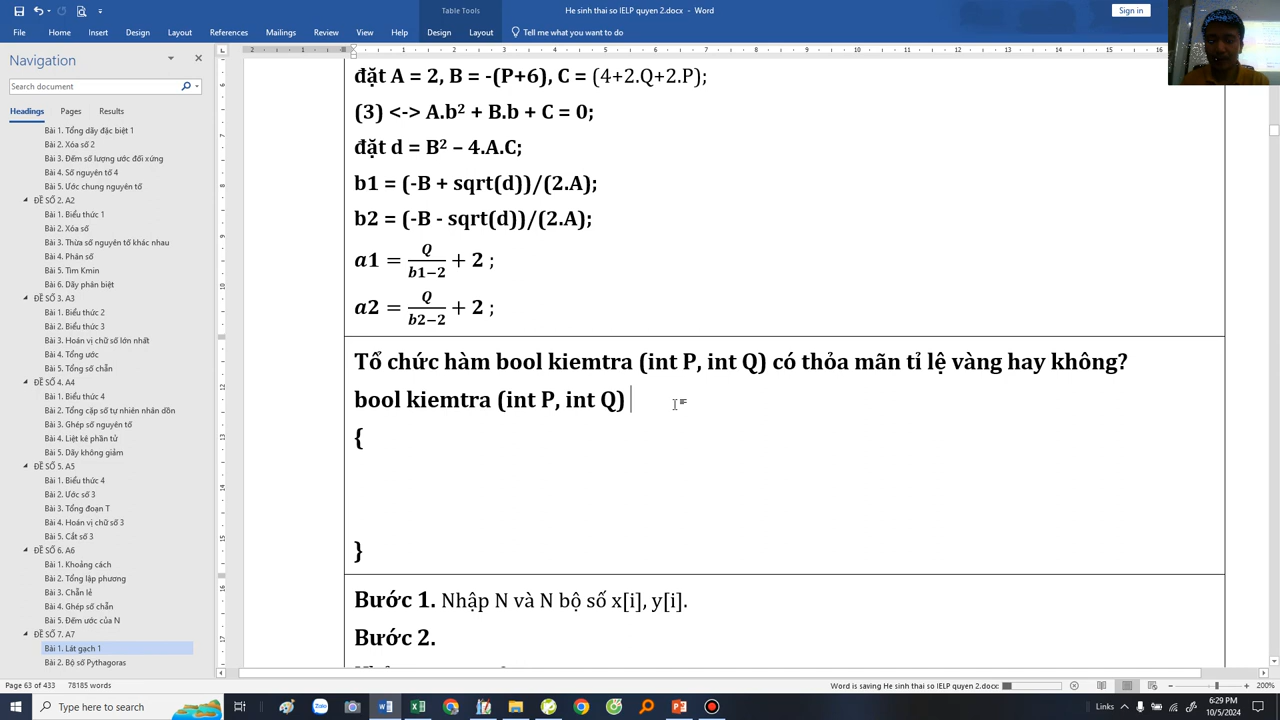 Table Tools
He sinh thai so IELP quyen 2.docx - Word
Sign in
File Home Insert Draw Design Layout References Mailings Review View Help Design Layout Tell me what you want to do
Navigation
Search document
Headings Pages Results
Bài 1. Tổng dãy đặc biệt 1
Bài 2. Xóa số 2
Bài 3. Đếm số lượng ước đối xứng
Bài 4. Số nguyên tố 4
Bài 5. Ước chung nguyên tố
ĐỀ SỐ 2. A2
Bài 1. Biểu thức 1
Bài 2. Xóa số
Bài 3. Thừa số nguyên tố khác nhau
Bài 4. Phân số
Bài 5. Tìm Kmin
Bài 6. Dãy phân biệt
ĐỀ SỐ 3. A3
Bài 1. Biểu thức 2
Bài 2. Biểu thức 3
Bài 3. Hoán vị chữ số lớn nhất
Bài 4. Tổng ước
Bài 5. Tổng chẵn
ĐỀ SỐ 4. A4
Bài 1. Biểu thức 4
Bài 2. Tổng cặp số tự nhiên nhân dồn
Bài 3. Ghép số nguyên tố
Bài 4. Liệt kê phần tử
Bài 5. Dãy không giảm
ĐỀ SỐ 5. A5
Bài 1. Biểu thức 4
Bài 2. Ước số 3
Bài 3. Tổng đoạn T
Bài 4. Hoán vị chữ số 3
Bài 5. Cắt số 3
ĐỀ SỐ 6. A6
Bài 1. Khoảng cách
Bài 2. Tổng lập phương
Bài 3. Chẵn lẻ
Bài 4. Ghép số chẵn
Bài 5. Đếm ước của N
ĐỀ SỐ 7. A7
Bài 1. Lát gạch 1
Bài 2. Bộ số Pythagoras
đặt A = 2, B = -(P+6), C = (4+2.Q+2.P);
(3) <-> A.b² + B.b + C = 0;
đặt d = B² – 4.A.C;
b1 = (-B + sqrt(d))/(2.A);
b2 = (-B - sqrt(d))/(2.A);
a1 = Q/(b1−2) + 2 ;
a2 = Q/(b2−2) + 2 ;
Tổ chức hàm bool kiemtra (int P, int Q) có thỏa mãn tỉ lệ vàng hay không?
bool kiemtra (int P, int Q)
{
}
Bước 1. Nhập N và N bộ số x[i], y[i].
Bước 2.
Page 63 of 433 78185 words
Word is saving He sinh thai so IELP quyen 2.docx
200%
Type here to search
Links
6:29 PM
10/5/2024